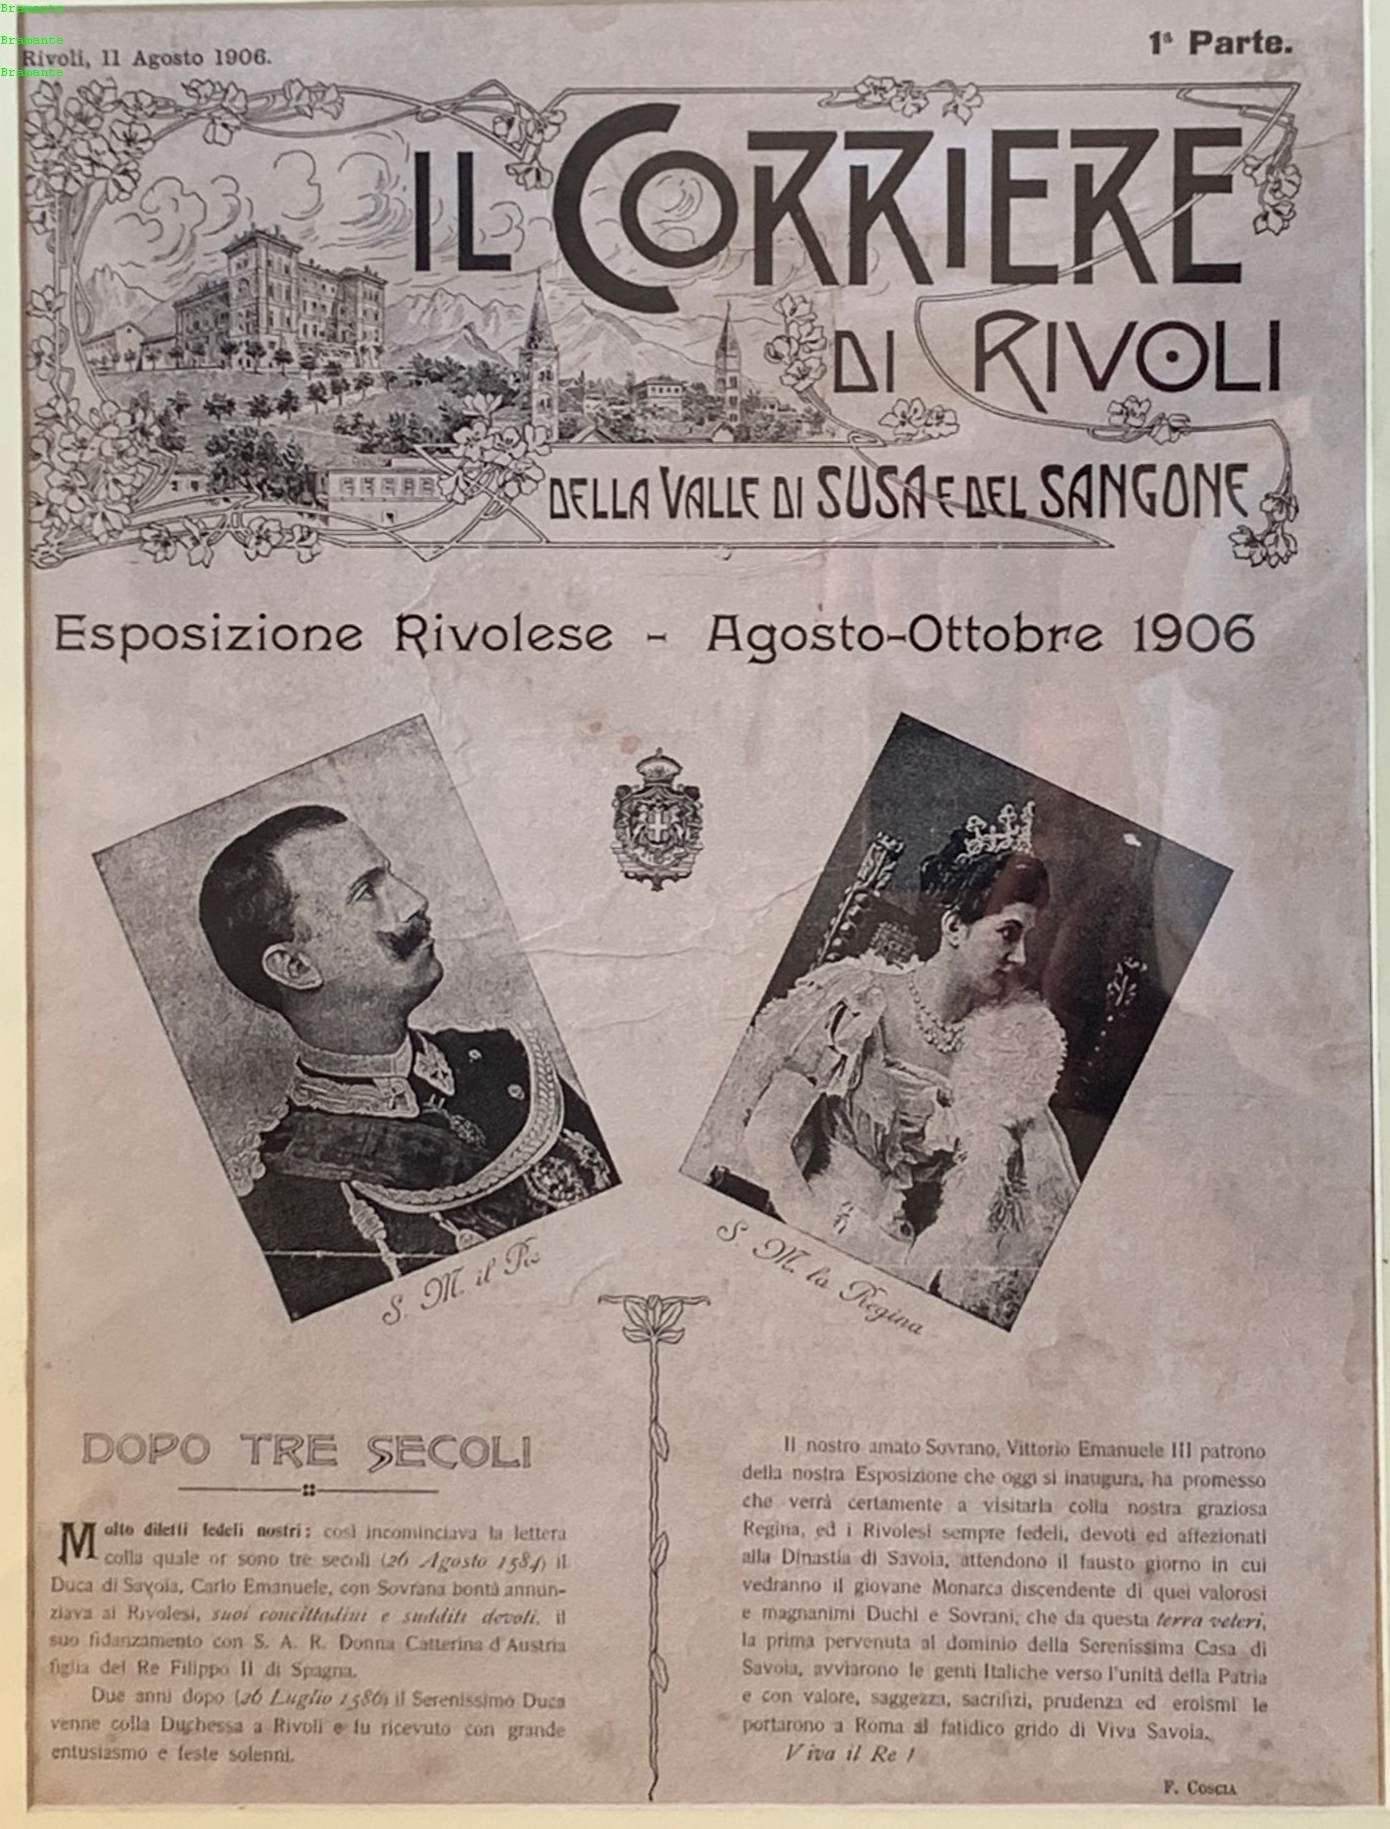 Bramante
Bramante
Rivoli, 11 Agosto 1906.
Bramante
1ª Parte.
IL CORRIERE
DI RIVOLI
DELLA VALLE DI SUSA E DEL SANGONE
Esposizione Rivolese - Agosto-Ottobre 1906
S. M. il Re
S. M. la Regina
DOPO TRE SECOLI
Molto diletti fedeli nostri: così incominciava la lettera
colla quale or sono tre secoli (26 Agosto 1584) il
Duca di Savoia, Carlo Emanuele, con Sovrana bontà annun-
ziava ai Rivolesi, suoi concittadini e sudditi devoti, il
suo fidanzamento con S. A. R. Donna Catterina d'Austria
figlia del Re Filippo II di Spagna.
Due anni dopo (26 Luglio 1586) il Serenissimo Duca
venne colla Duchessa a Rivoli e fu ricevuto con grande
entusiasmo e feste solenni.
Il nostro amato Sovrano, Vittorio Emanuele III patrono
della nostra Esposizione che oggi si inaugura, ha promesso
che verrà certamente a visitarla colla nostra graziosa
Regina, ed i Rivolesi sempre fedeli, devoti ed affezionati
alla Dinastia di Savoia, attendono il fausto giorno in cui
vedranno il giovane Monarca discendente di quei valorosi
e magnanimi Duchi e Sovrani, che da questa terra veteri,
la prima pervenuta al dominio della Serenissima Casa di
Savoia, avviarono le genti Italiche verso l'unità della Patria
e con valore, saggezza, sacrifizi, prudenza ed eroismi le
portarono a Roma al fatidico grido di Viva Savoia.
Viva il Re!
F. COSCIA